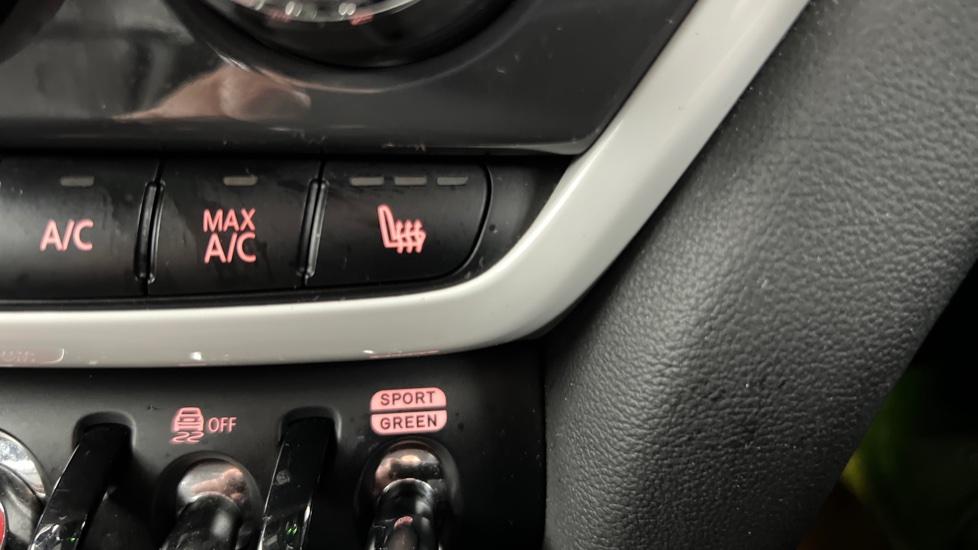 A/C
MAX
A/C
OFF
SPORT
GREEN